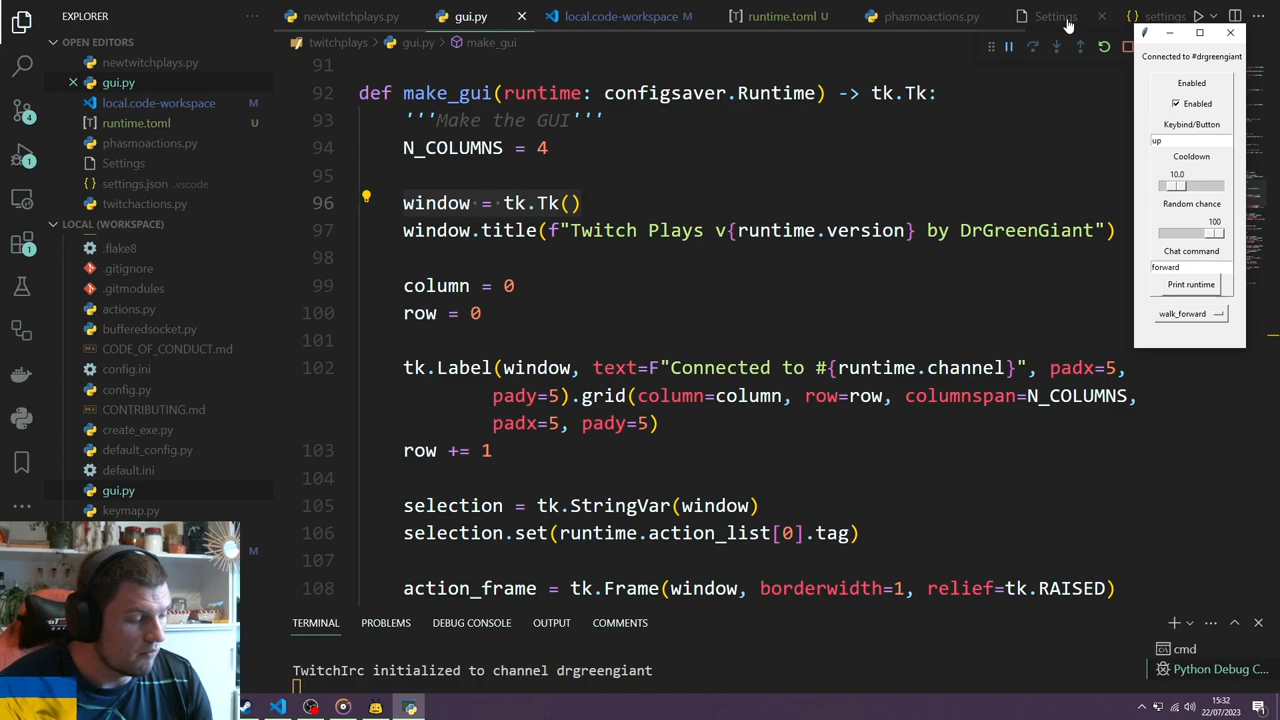 EXPLORER
newtwitchplays.py
gui.py
local.code-workspace M
runtime.toml U
phasmoactions.py
Settings
settings
OPEN EDITORS
newtwitchplays.py
gui.py
local.code-workspace M
runtime.toml U
phasmoactions.py
Settings
settings.json .vscode
twitchactions.py
LOCAL (WORKSPACE)
.flake8
.gitignore
.gitmodules
actions.py
bufferedsocket.py
CODE_OF_CONDUCT.md
config.ini
config.py
CONTRIBUTING.md
create_exe.py
default_config.py
default.ini
gui.py
keymap.py
M
twitchplays > gui.py > make_gui
91
92 def make_gui(runtime: configsaver.Runtime) -> tk.Tk:
93 '''Make the GUI'''
94 N_COLUMNS = 4
95
96 window = tk.Tk()
97 window.title(f"Twitch Plays v{runtime.version} by DrGreenGiant")
98
99 column = 0
100 row = 0
101
102 tk.Label(window, text=F"Connected to #{runtime.channel}", padx=5,
pady=5).grid(column=column, row=row, columnspan=N_COLUMNS,
padx=5, pady=5)
103 row += 1
104
105 selection = tk.StringVar(window)
106 selection.set(runtime.action_list[0].tag)
107
108 action_frame = tk.Frame(window, borderwidth=1, relief=tk.RAISED)
Connected to #drgreengiant
Enabled
Enabled
Keybind/Button
up
Cooldown
10.0
Random chance
100
Chat command
forward
Print runtime
walk_forward
TERMINAL PROBLEMS DEBUG CONSOLE OUTPUT COMMENTS
TwitchIrc initialized to channel drgreengiant
cmd
Python Debug C...
4
1
15:32
22/07/2023
1